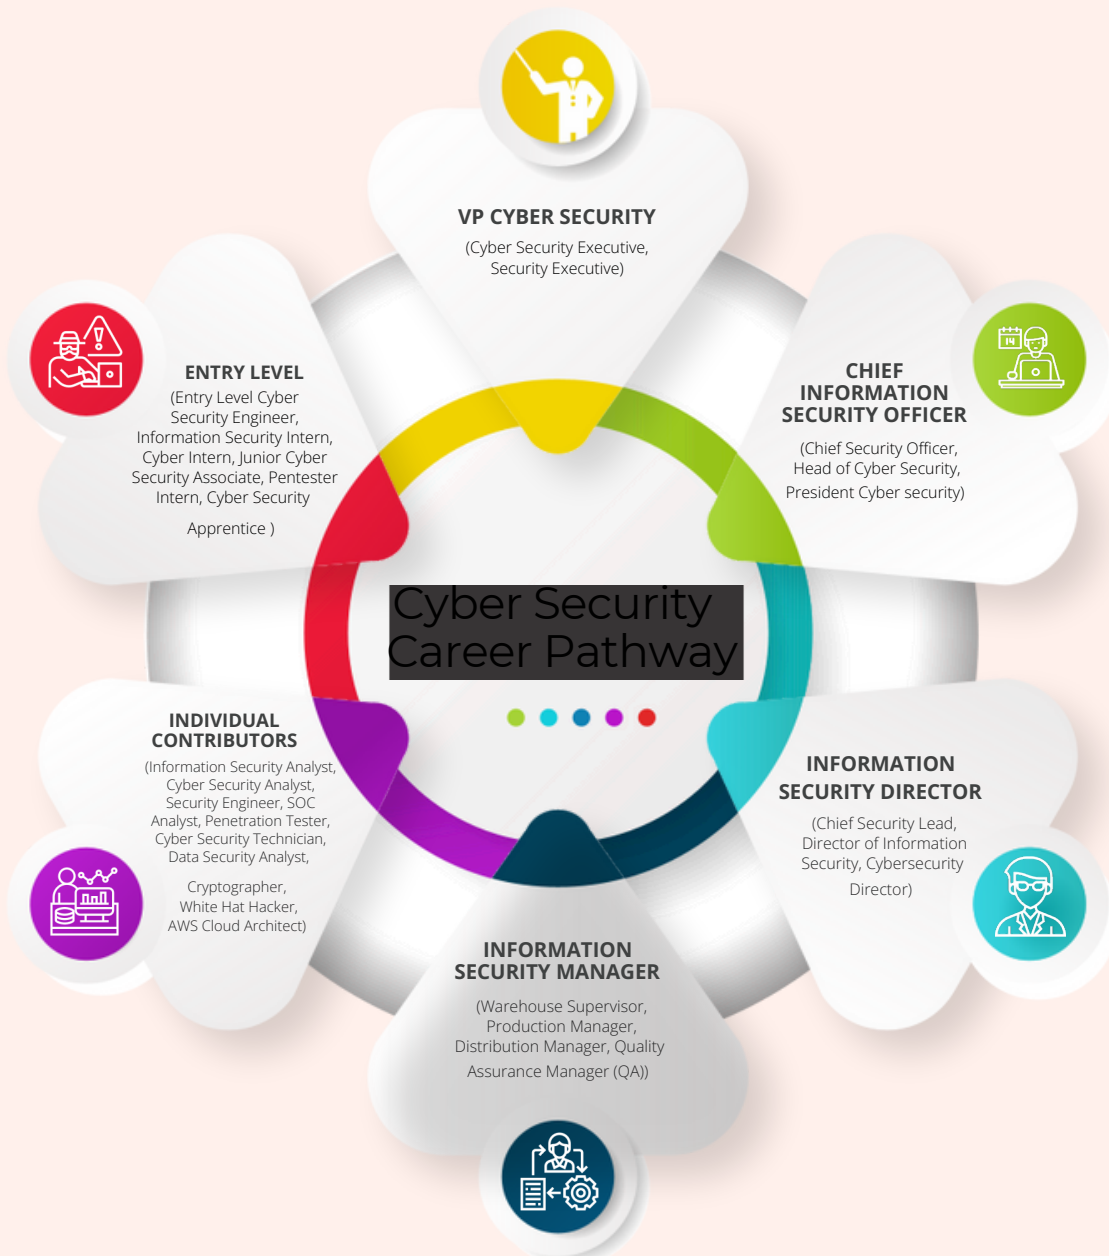 VP CYBER SECURITY
(Cyber Security Executive,
Security Executive)
ENTRY LEVEL
(Entry Level Cyber
Security Engineer,
Information Security Intern,
Cyber Intern, Junior Cyber
Security Associate, Pentester
Intern, Cyber Security
Apprentice )
CHIEF
INFORMATION
SECURITY OFFICER
(Chief Security Officer,
Head of Cyber Security,
President Cyber security)
14
Cyber Security
Career Pathway
INDIVIDUAL
CONTRIBUTORS
(Information Security Analyst,
Cyber Security Analyst,
Security Engineer, SOC
Analyst, Penetration Tester,
Cyber Security Technician,
Data Security Analyst,
Cryptographer,
White Hat Hacker,
AWS Cloud Architect)
INFORMATION
SECURITY DIRECTOR
(Chief Security Lead,
Director of Information
Security, Cybersecurity
Director)
INFORMATION
SECURITY MANAGER
(Warehouse Supervisor,
Production Manager,
Distribution Manager, Quality
Assurance Manager (QA))